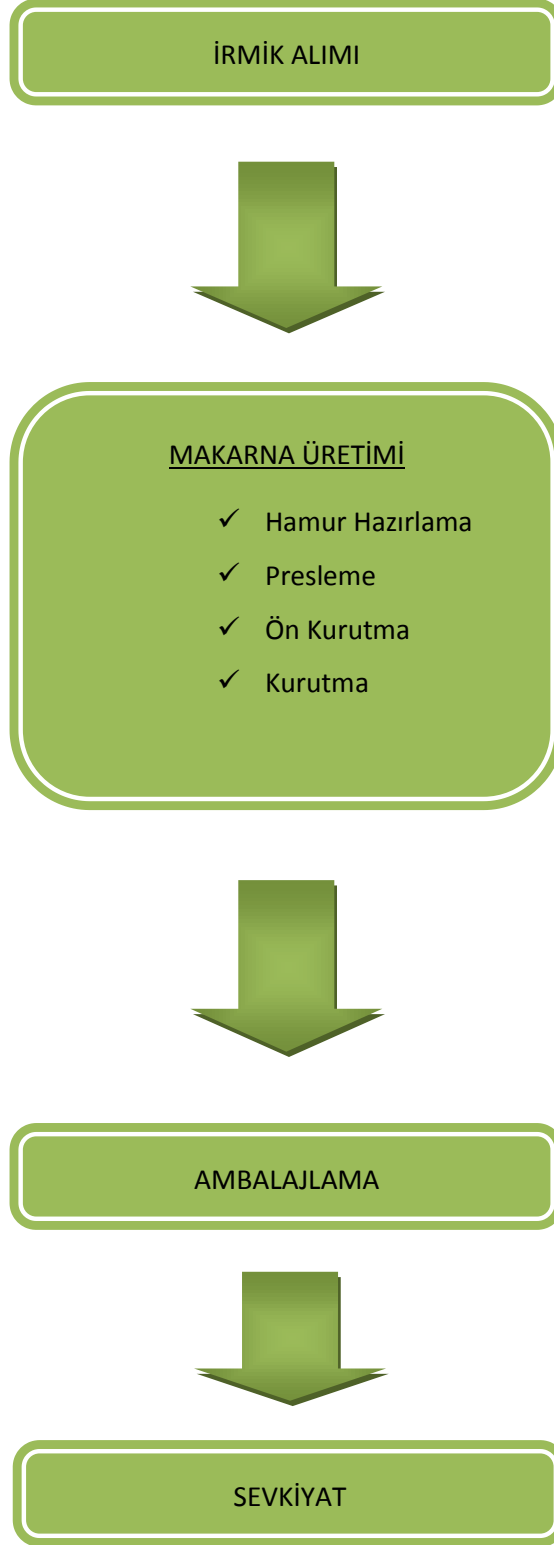 İRMİK ALIMI
MAKARNA ÜRETİMİ
✓ Hamur Hazırlama
✓ Presleme
✓ Ön Kurutma
✓ Kurutma
AMBALAJLAMA
SEVKİYAT